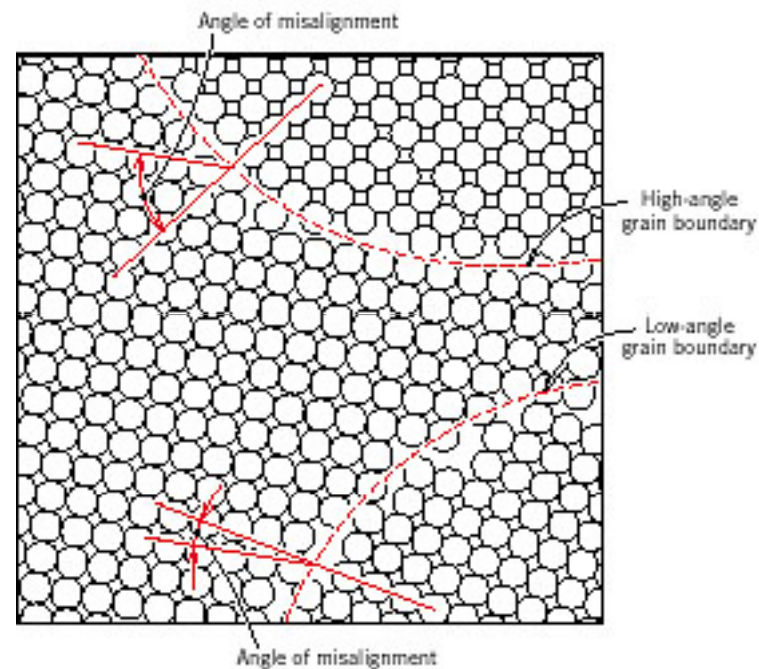 Angle of misalignment
High-angle
grain boundary
Low-angle
grain boundary
Angle of misalignment